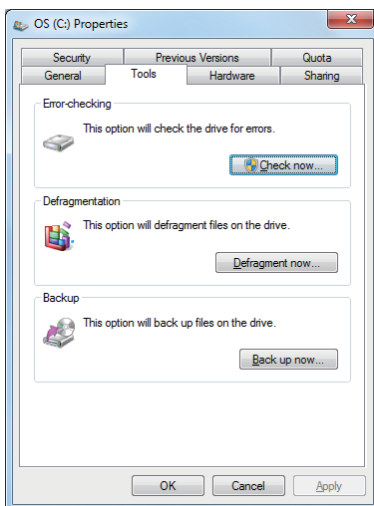 OS (C:) Properties
Security Previous Versions Quota
General Tools Hardware Sharing
Error-checking
This option will check the drive for errors.
Check now...
Defragmentation
This option will defragment files on the drive.
Defragment now...
Backup
This option will back up files on the drive.
Back up now...
OK Cancel Apply